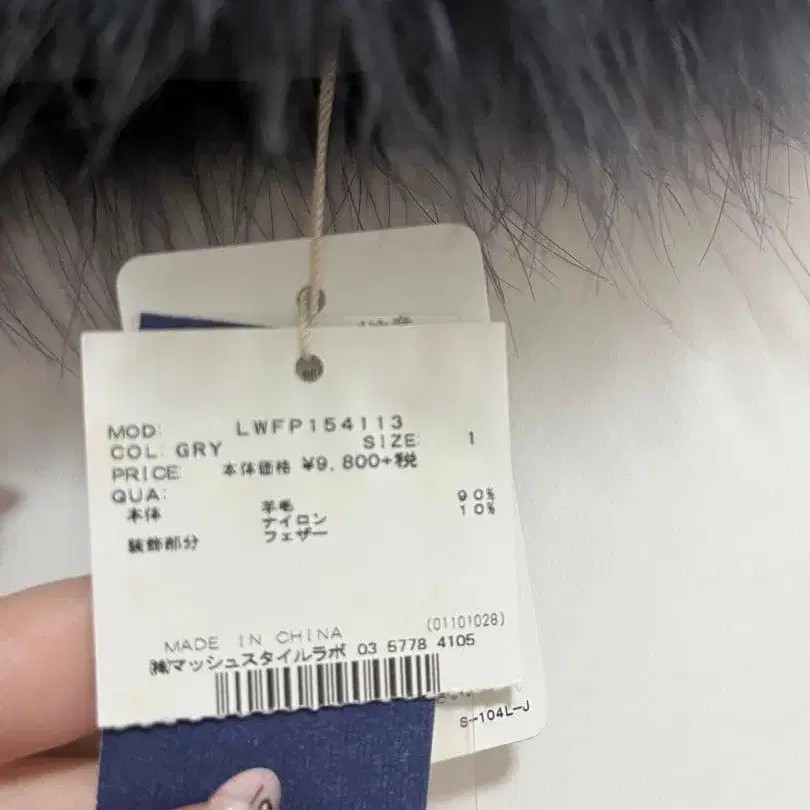 MOD: LWFP154113
COL: GRY SIZE: 1
PRICE: 本体価格 ¥9,800+税
QUA:
本体 羊毛 90%
ナイロン 10%
装飾部分 フェザー
(01101028)
MADE IN CHINA
㈱マッシュスタイルラボ 03 5778 4105
S-104L-J